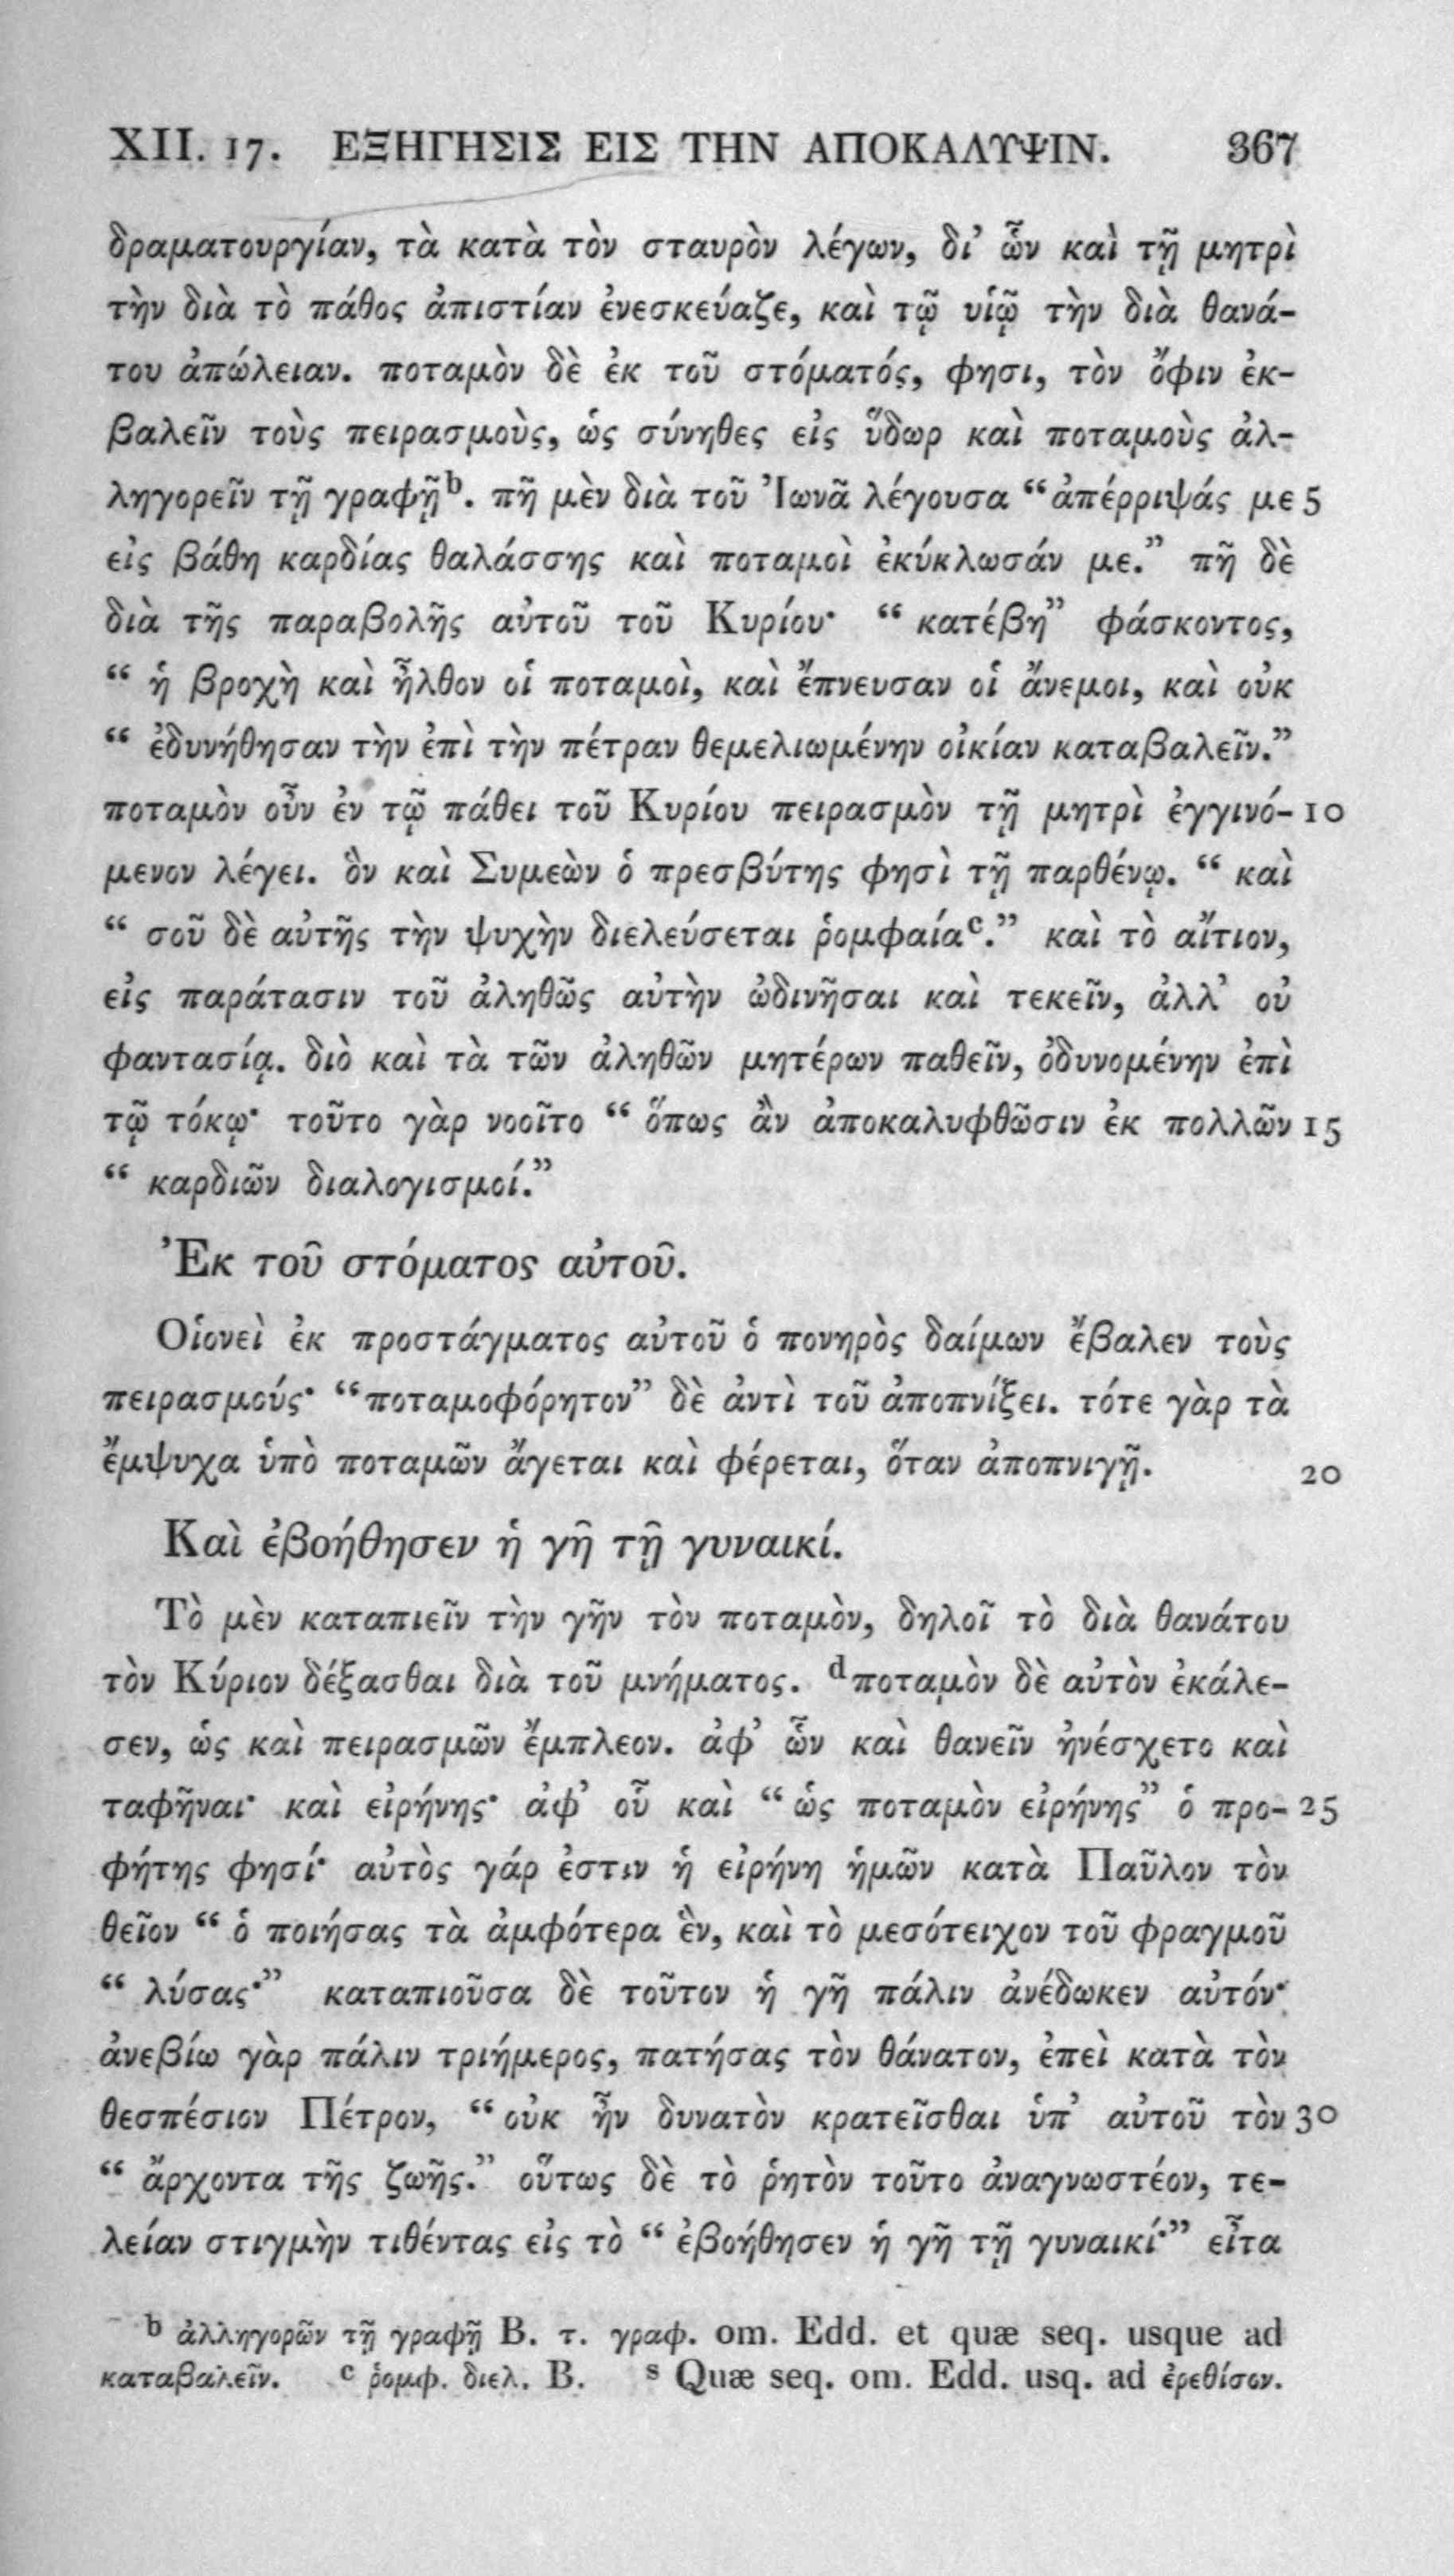 XII. 17. ΕΞΗΓΗΣΙΣ ΕΙΣ ΤΗΝ ΑΠΟΚΑΛΥΨΙΝ. 367
δραματουργίαν, τὰ κατὰ τὸν σταυρὸν λέγων, δι’ ὧν καὶ τῇ μητρὶ
τὴν διὰ τὸ πάθος ἀπιστίαν ἐνεσκεύαζε, καὶ τῷ υἱῷ τὴν διὰ θανά-
του ἀπώλειαν. ποταμὸν δὲ ἐκ τοῦ στόματός, φησι, τὸν ὄφιν ἐκ-
βαλεῖν τοὺς πειρασμοὺς, ὡς σύνηθες εἰς ὕδωρ καὶ ποταμοὺς ἀλ-
ληγορεῖν τῇ γραφῇb. πῆ μὲν διὰ τοῦ Ἰωνᾶ λέγουσα “ἀπέρριψάς με 5
εἰς βάθη καρδίας θαλάσσης καὶ ποταμοὶ ἐκύκλωσάν με.” πῆ δὲ
διὰ τῆς παραβολῆς αὐτοῦ τοῦ Κυρίου· “ κατέβη” φάσκοντος,
“ ἡ βροχὴ καὶ ἦλθον οἱ ποταμοὶ, καὶ ἔπνευσαν οἱ ἄνεμοι, καὶ οὐκ
“ ἐδυνήθησαν τὴν ἐπὶ τὴν πέτραν θεμελιωμένην οἰκίαν καταβαλεῖν.”
ποταμὸν οὖν ἐν τῷ πάθει τοῦ Κυρίου πειρασμὸν τῇ μητρὶ ἐγγινό- 10
μενον λέγει. ὃν καὶ Συμεὼν ὁ πρεσβύτης φησὶ τῇ παρθένῳ. “ καὶ
“ σοῦ δὲ αὐτῆς τὴν ψυχὴν διελεύσεται ῥομφαίαc.” καὶ τὸ αἴτιον,
εἰς παράτασιν τοῦ ἀληθῶς αὐτὴν ὠδινῆσαι καὶ τεκεῖν, ἀλλ’ οὐ
φαντασίᾳ. διὸ καὶ τὰ τῶν ἀληθῶν μητέρων παθεῖν, ὀδυνομένην ἐπὶ
τῷ τόκῳ· τοῦτο γὰρ νοοῖτο “ ὅπως ἂν ἀποκαλυφθῶσιν ἐκ πολλῶν 15
“ καρδιῶν διαλογισμοί.”
Ἐκ τοῦ στόματος αὐτοῦ.
Οἱονεὶ ἐκ προστάγματος αὐτοῦ ὁ πονηρὸς δαίμων ἔβαλεν τοὺς
πειρασμούς· “ποταμοφόρητον” δὲ ἀντὶ τοῦ ἀποπνίξει. τότε γὰρ τὰ
ἔμψυχα ὑπὸ ποταμῶν ἄγεται καὶ φέρεται, ὅταν ἀποπνιγῇ. 20
Καὶ ἐβοήθησεν ἡ γῆ τῇ γυναικί.
Τὸ μὲν καταπιεῖν τὴν γῆν τὸν ποταμὸν, δηλοῖ τὸ διὰ θανάτου
τὸν Κύριον δέξασθαι διὰ τοῦ μνήματος. dποταμὸν δὲ αὐτὸν ἐκάλε-
σεν, ὡς καὶ πειρασμῶν ἔμπλεον. ἀφ’ ὧν καὶ θανεῖν ἠνέσχετο καὶ
ταφῆναι· καὶ εἰρήνης· ἀφ’ οὗ καὶ “ ὡς ποταμὸν εἰρήνης” ὁ προ- 25
φήτης φησί· αὐτὸς γάρ ἐστιν ἡ εἰρήνη ἡμῶν κατὰ Παῦλον τὸν
θεῖον “ ὁ ποιήσας τὰ ἀμφότερα ἓν, καὶ τὸ μεσότειχον τοῦ φραγμοῦ
“ λύσας·” καταπιοῦσα δὲ τοῦτον ἡ γῆ πάλιν ἀνέδωκεν αὐτόν·
ἀνεβίω γὰρ πάλιν τριήμερος, πατήσας τὸν θάνατον, ἐπεὶ κατὰ τὸν
θεσπέσιον Πέτρον, “ οὐκ ἦν δυνατὸν κρατεῖσθαι ὑπ’ αὐτοῦ τὸν 30
“ ἄρχοντα τῆς ζωῆς.” οὕτως δὲ τὸ ῥητὸν τοῦτο ἀναγνωστέον, τε-
λείαν στιγμὴν τιθέντας εἰς τὸ “ ἐβοήθησεν ἡ γῆ τῇ γυναικί·” εἶτα
b ἀλληγορῶν τῇ γραφῇ B. τ. γραφ. om. Edd. et quæ seq. usque ad
καταβαλεῖν. c ῥομφ. διελ. B. s Quæ seq. om. Edd. usq. ad ἐρεθίσον.